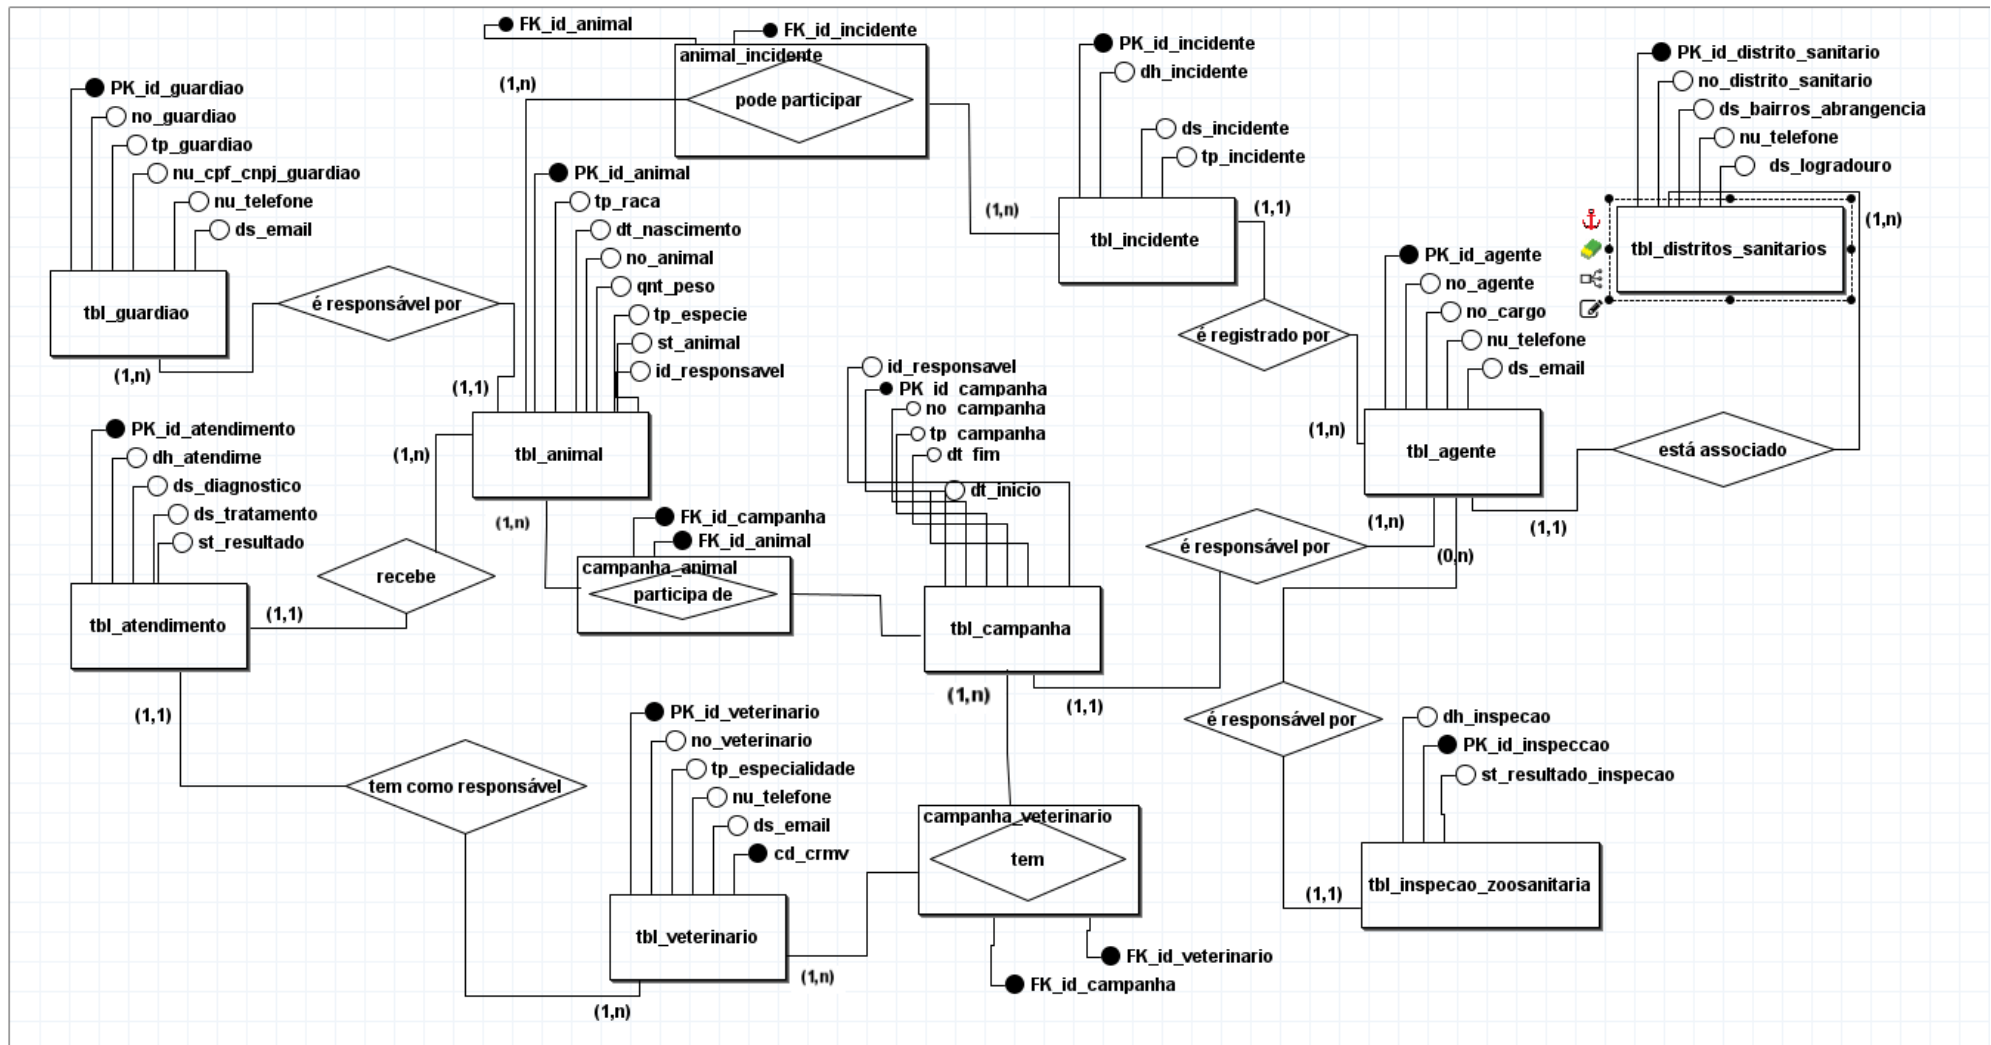 FK_id_animal
FK_id_incidente
animal_incidente
pode participar
(1,n)
(1,n)
PK_id_guardiao
no_guardiao
tp_guardiao
nu_cpf_cnpj_guardiao
nu_telefone
ds_email
tbl_guardiao
é responsável por
(1,n)
(1,1)
PK_id_animal
tp_raca
dt_nascimento
no_animal
qnt_peso
tp_especie
st_animal
id_responsavel
tbl_animal
(1,n)
(1,n)
PK_id_incidente
dh_incidente
ds_incidente
tp_incidente
tbl_incidente
(1,1)
é registrado por
(1,n)
PK_id_distrito_sanitario
no_distrito_sanitario
ds_bairros_abrangencia
nu_telefone
ds_logradouro
tbl_distritos_sanitarios
(1,n)
PK_id_agente
no_agente
no_cargo
nu_telefone
ds_email
tbl_agente
está associado
(1,1)
(1,n)
(0,n)
é responsável por
id_responsavel
PK_id_campanha
no_campanha
tp_campanha
dt_fim
dt_inicio
tbl_campanha
(1,n)
(1,1)
PK_id_atendimento
dh_atendime
ds_diagnostico
ds_tratamento
st_resultado
tbl_atendimento
recebe
(1,1)
(1,1)
FK_id_campanha
FK_id_animal
campanha_animal
participa de
tem como responsável
(1,n)
PK_id_veterinario
no_veterinario
tp_especialidade
nu_telefone
ds_email
cd_crmv
tbl_veterinario
(1,n)
campanha_veterinario
tem
FK_id_veterinario
FK_id_campanha
é responsável por
(1,1)
dh_inspecao
PK_id_inspeccao
st_resultado_inspecao
tbl_inspecao_zoosanitaria